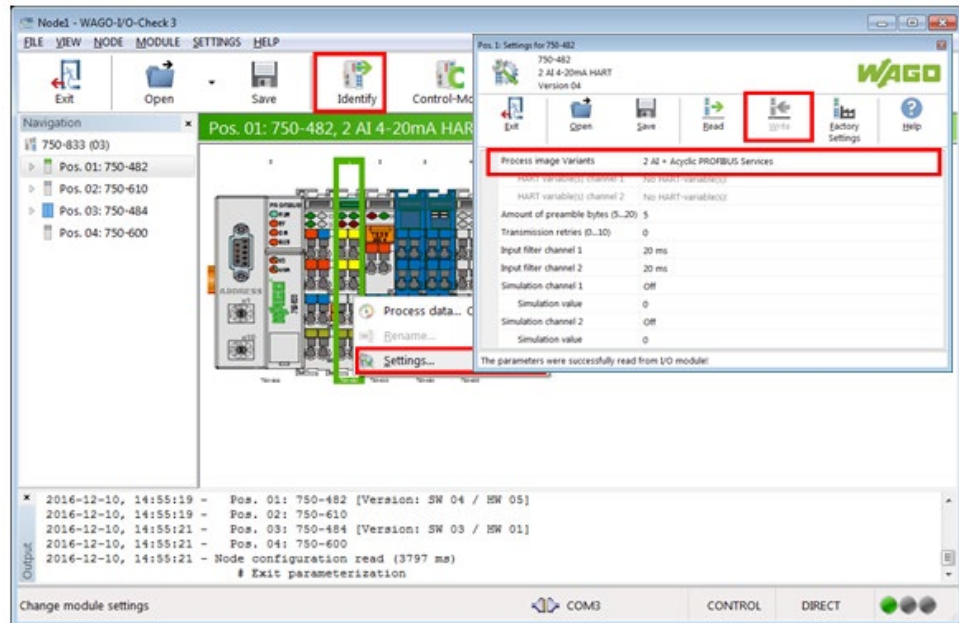 Node1 - WAGO-I/O-Check 3
FILE VIEW NODE MODULE SETTINGS HELP
Exit Open Save Identify Control-Mo
Navigation
750-833 (03)
Pos. 01: 750-482
Pos. 02: 750-610
Pos. 03: 750-484
Pos. 04: 750-600
Pos. 01: 750-482, 2 AI 4-20mA HAR
ADDRESS
Process data...
Rename...
Settings...
Pos. 1: Settings for 750-482
750-482
2 AI 4-20mA HART
Version 04
WAGO
Exit Open Save Read Write Factory Settings Help
Process image Variants 2 AI + Acyclic PROFIBUS Services
HART variable(s) channel 1 No HART-variable(s)
HART variable(s) channel 2 No HART-variable(s)
Amount of preamble bytes (5...20) 5
Transmission retries (0...10) 0
Input filter channel 1 20 ms
Input filter channel 2 20 ms
Simulation channel 1 Off
Simulation value 0
Simulation channel 2 Off
Simulation value 0
The parameters were successfully read from I/O module!
Output
2016-12-10, 14:55:19 - Pos. 01: 750-482 [Version: SW 04 / HW 05]
2016-12-10, 14:55:19 - Pos. 02: 750-610
2016-12-10, 14:55:21 - Pos. 03: 750-484 [Version: SW 03 / HW 01]
2016-12-10, 14:55:21 - Pos. 04: 750-600
2016-12-10, 14:55:21 - Node configuration read (3797 ms)
# Exit parameterization
Change module settings COM3 CONTROL DIRECT